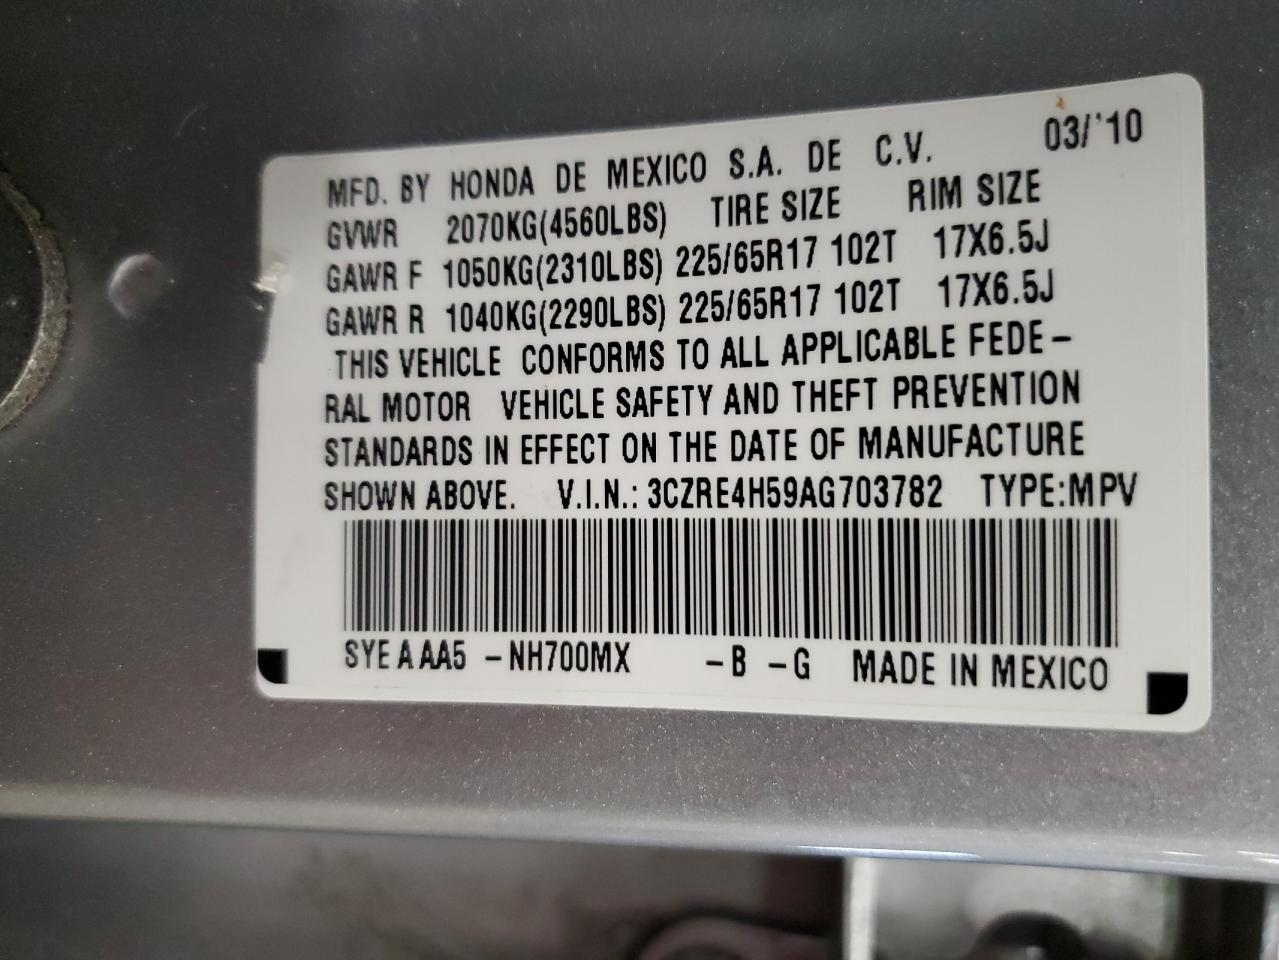 03/'10
MFD. BY HONDA DE MEXICO S.A. DE C.V.
GVWR 2070KG(4560LBS) TIRE SIZE RIM SIZE
GAWR F 1050KG(2310LBS) 225/65R17 102T 17X6.5J
GAWR R 1040KG(2290LBS) 225/65R17 102T 17X6.5J
THIS VEHICLE CONFORMS TO ALL APPLICABLE FEDE-
RAL MOTOR VEHICLE SAFETY AND THEFT PREVENTION
STANDARDS IN EFFECT ON THE DATE OF MANUFACTURE
SHOWN ABOVE. V.I.N.: 3CZRE4H59AG703782 TYPE:MPV
SYEAAA5 -NH700MX -B -G MADE IN MEXICO